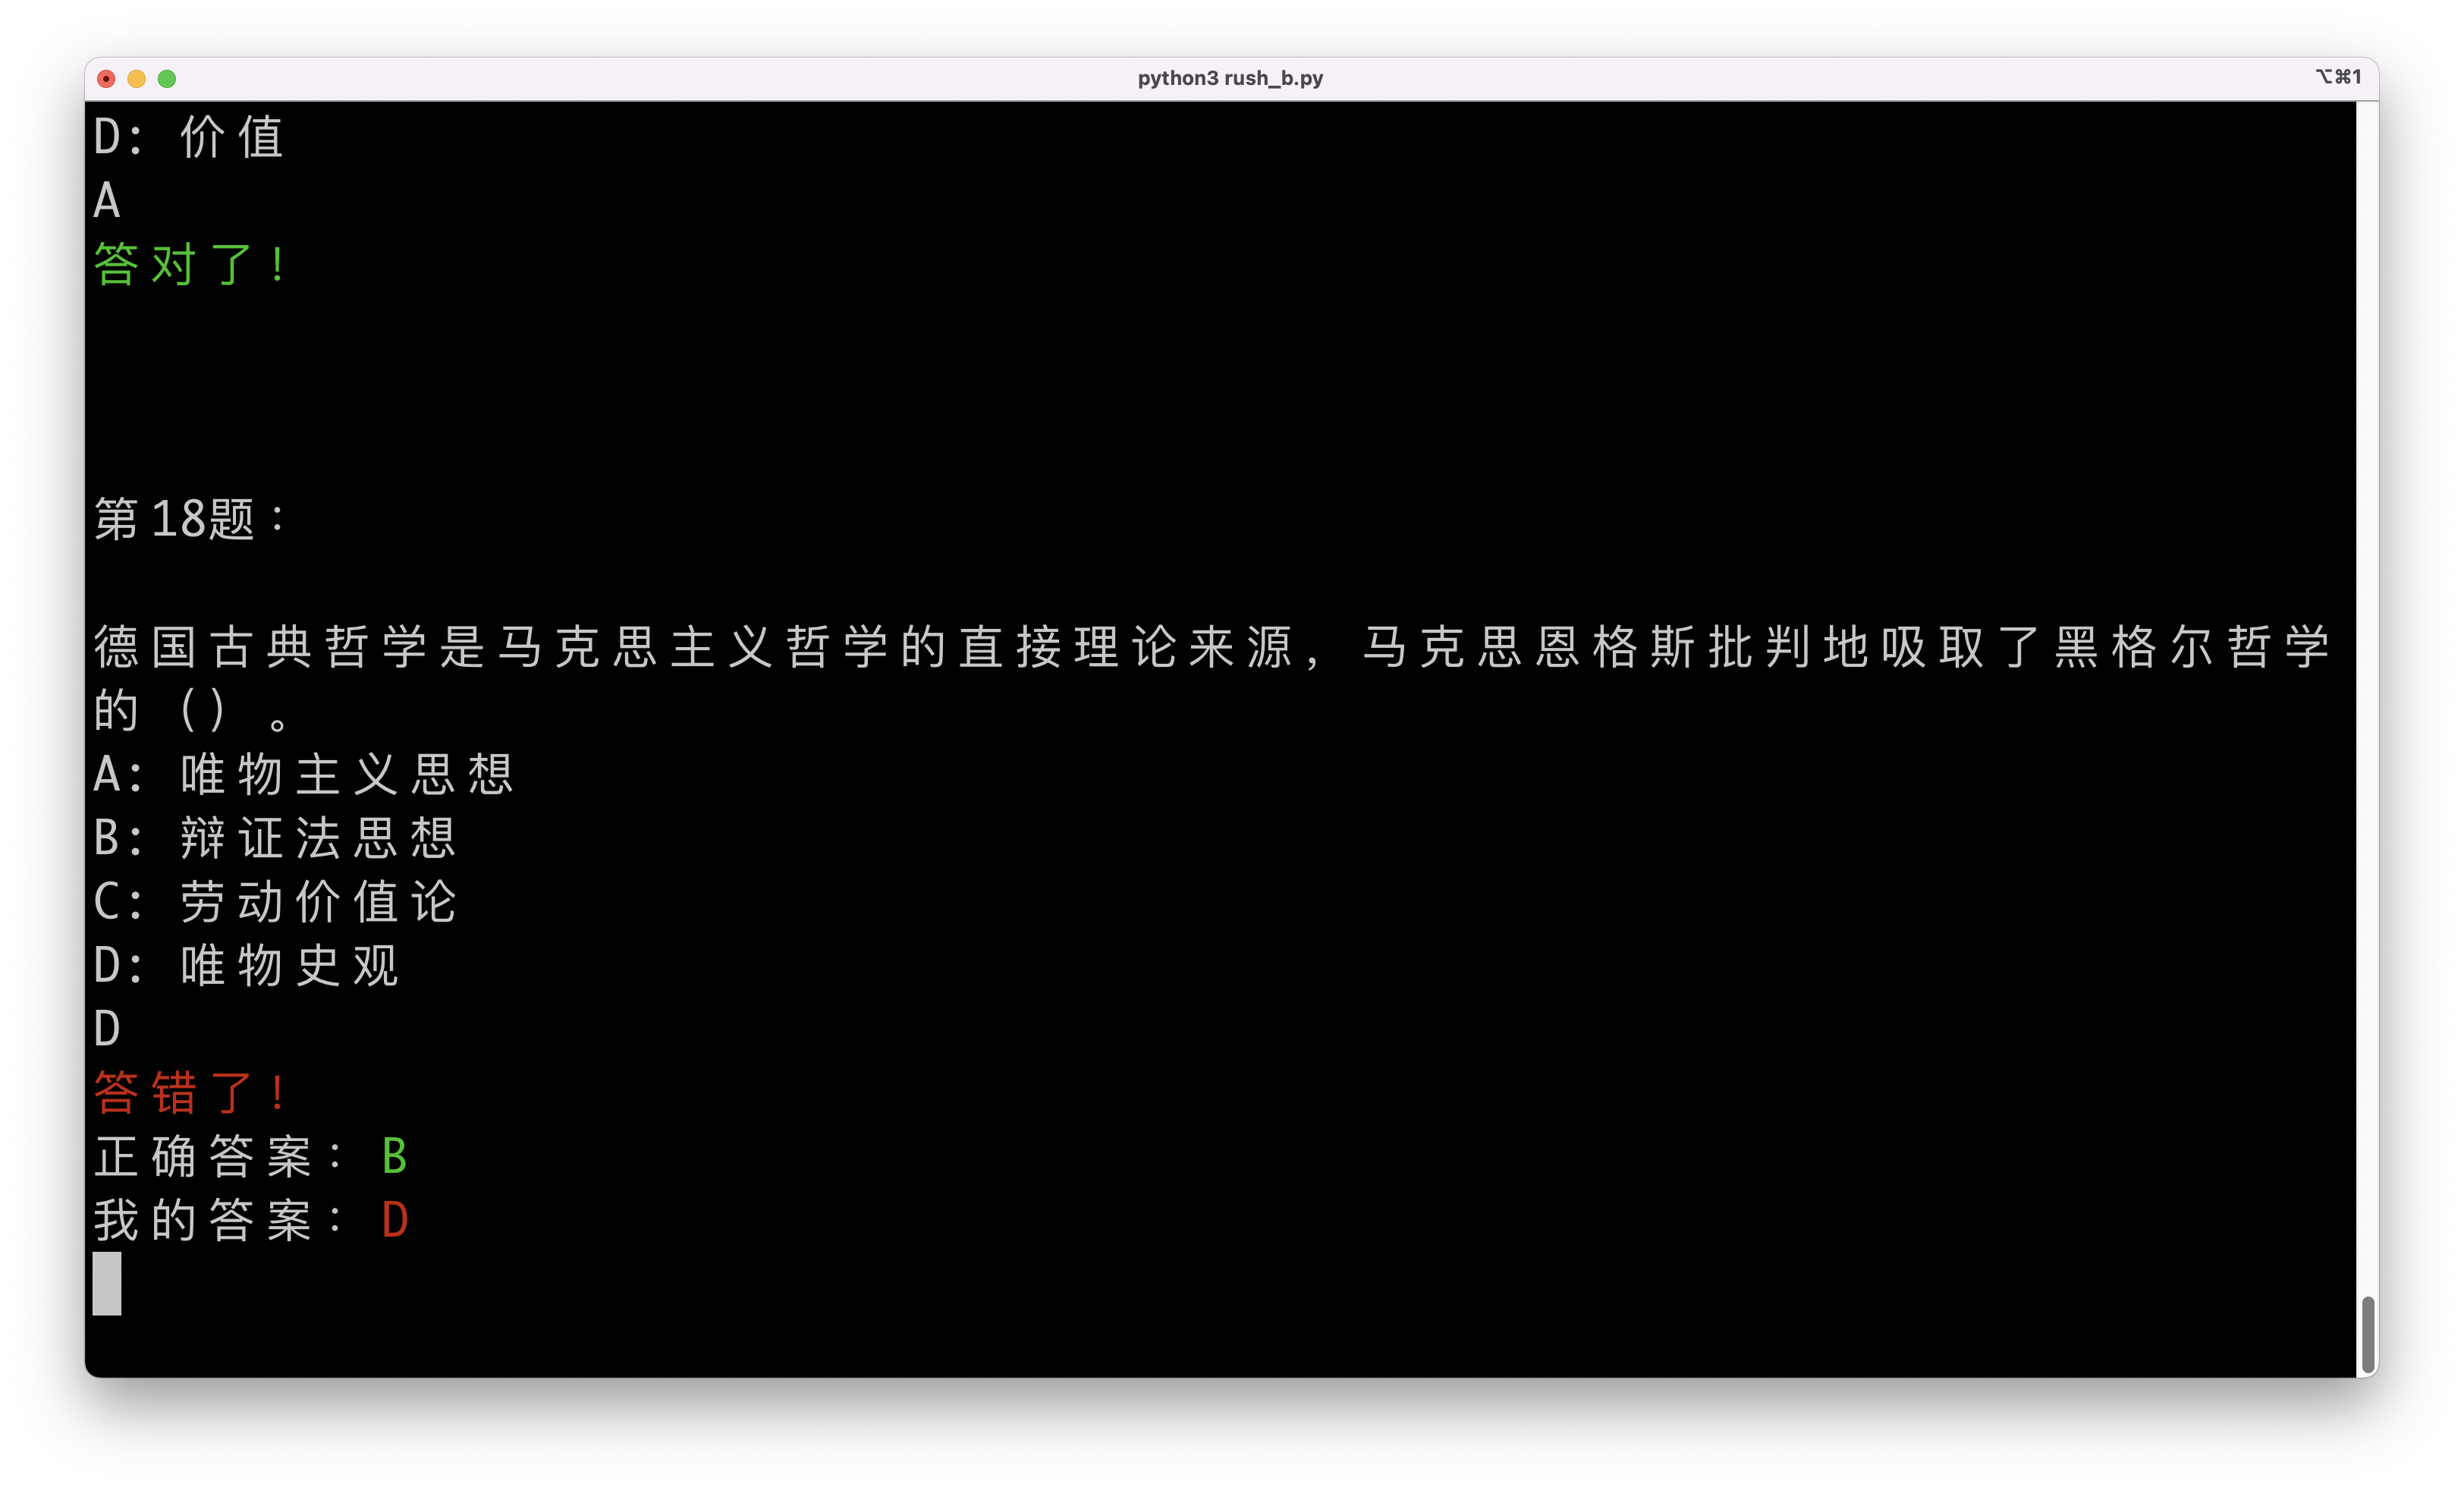 python3 rush_b.py
⌥⌘1
D: 价值
A
答对了！
第18题：
德国古典哲学是马克思主义哲学的直接理论来源，马克思恩格斯批判地吸取了黑格尔哲学
的（）。
A: 唯物主义思想
B: 辩证法思想
C: 劳动价值论
D: 唯物史观
D
答错了！
正确答案：B
我的答案：D